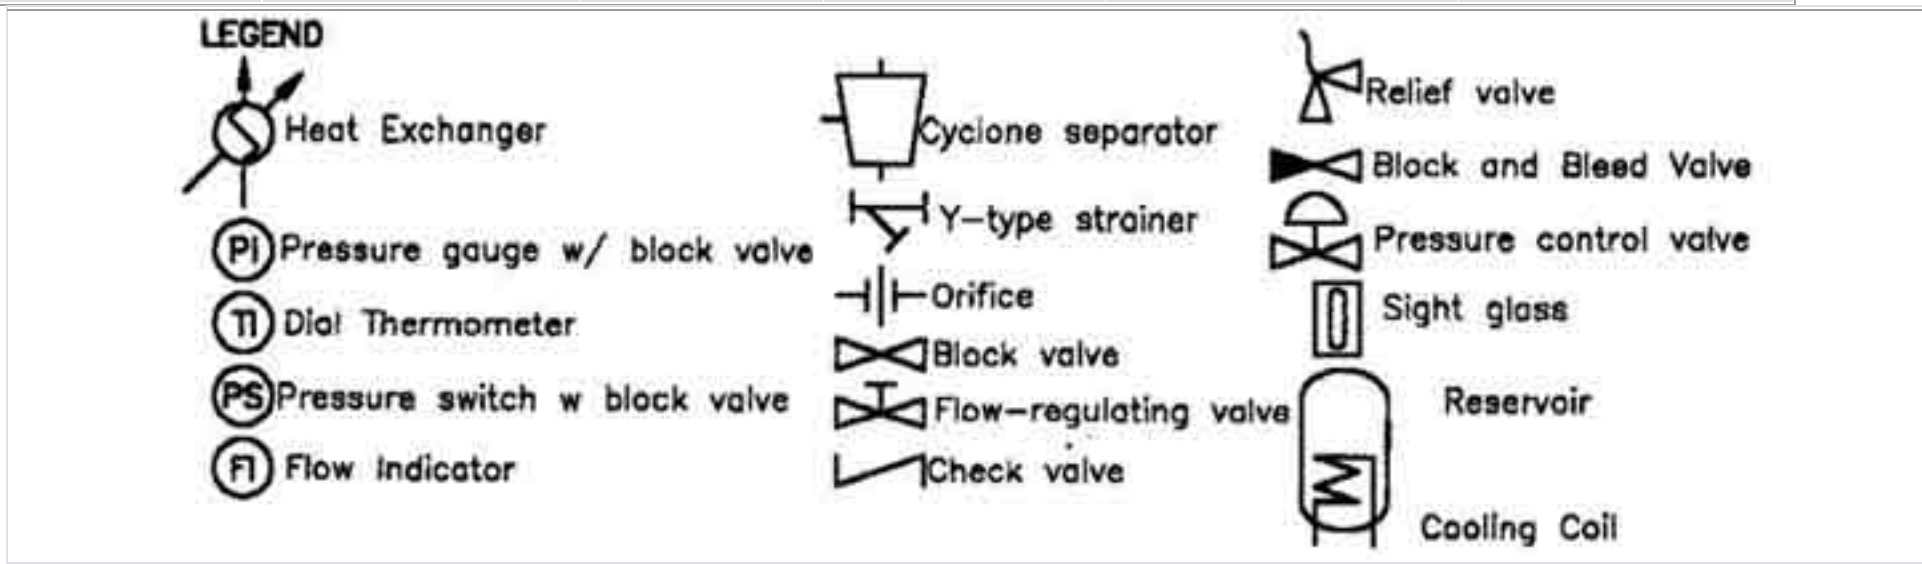 LEGEND
Heat Exchanger
PI Pressure gauge w/ block valve
TI Dial Thermometer
PS Pressure switch w block valve
FI Flow Indicator
Cyclone separator
Y-type strainer
Orifice
Block valve
Flow-regulating valve
Check valve
Relief valve
Block and Bleed Valve
Pressure control valve
Sight glass
Reservoir
Cooling Coil